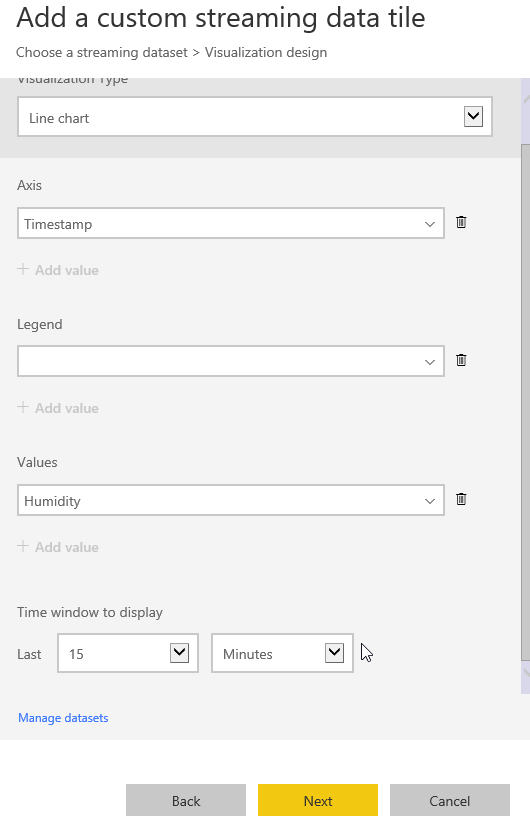 Add a custom streaming data tile
Choose a streaming dataset > Visualization design
Visualization Type
Line chart
Axis
Timestamp
+ Add value
Legend
+ Add value
Values
Humidity
+ Add value
Time window to display
Last 15 Minutes
Manage datasets
Back Next Cancel